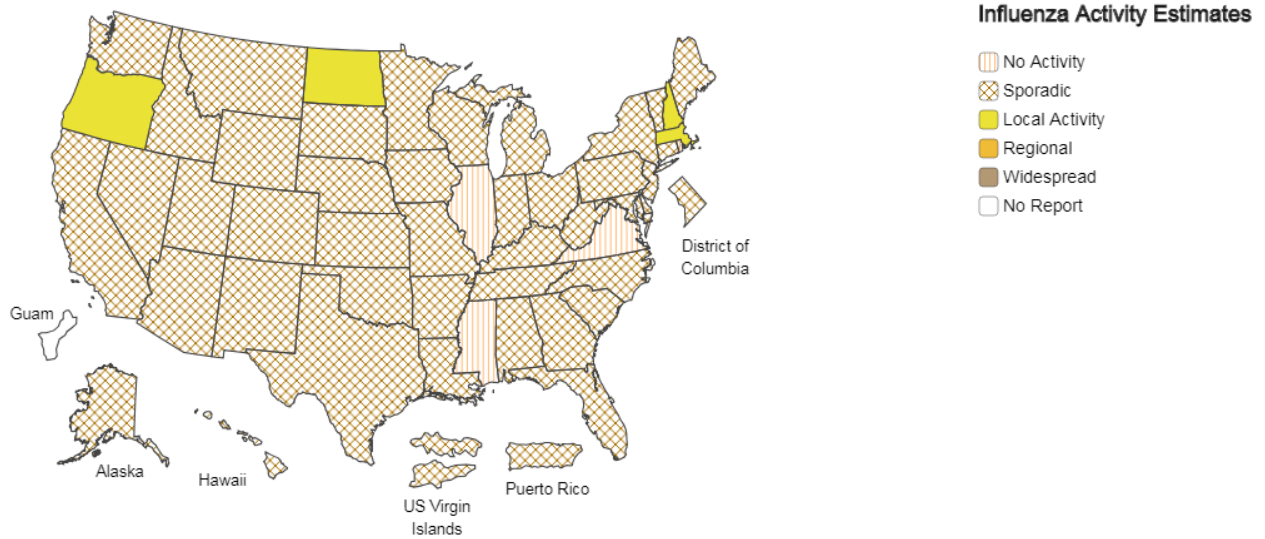 Influenza Activity Estimates
No Activity
Sporadic
Local Activity
Regional
Widespread
No Report
District of
Columbia
Guam
Alaska
Hawaii
US Virgin
Islands
Puerto Rico